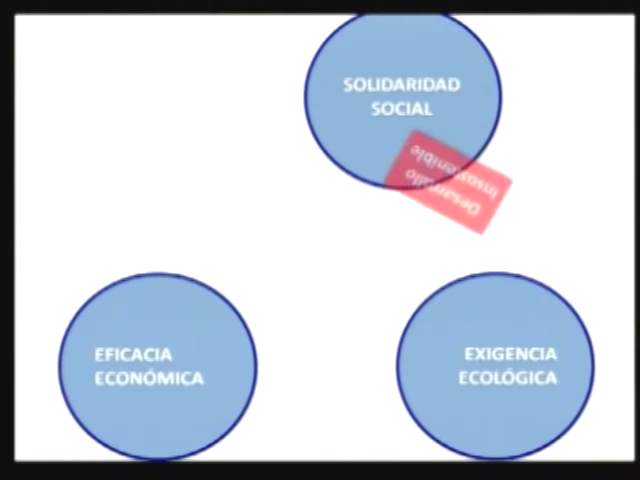 SOLIDARIDAD
SOCIAL
Desarrollo
insostenible
EFICACIA
ECONÓMICA
EXIGENCIA
ECOLÓGICA